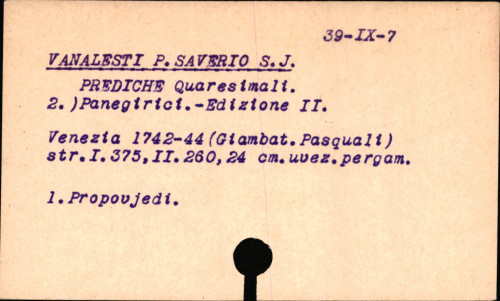 39-IX-7
VANALESTI P.SAVERIO S.J.
PREDICHE Quaresimali.
2.)Panegirici.-Edizione II.
Venezia 1742-44(Giambat.Pasquali)
str.I.375,II.260,24 cm.uvez.pergam.
1.Propovjedi.